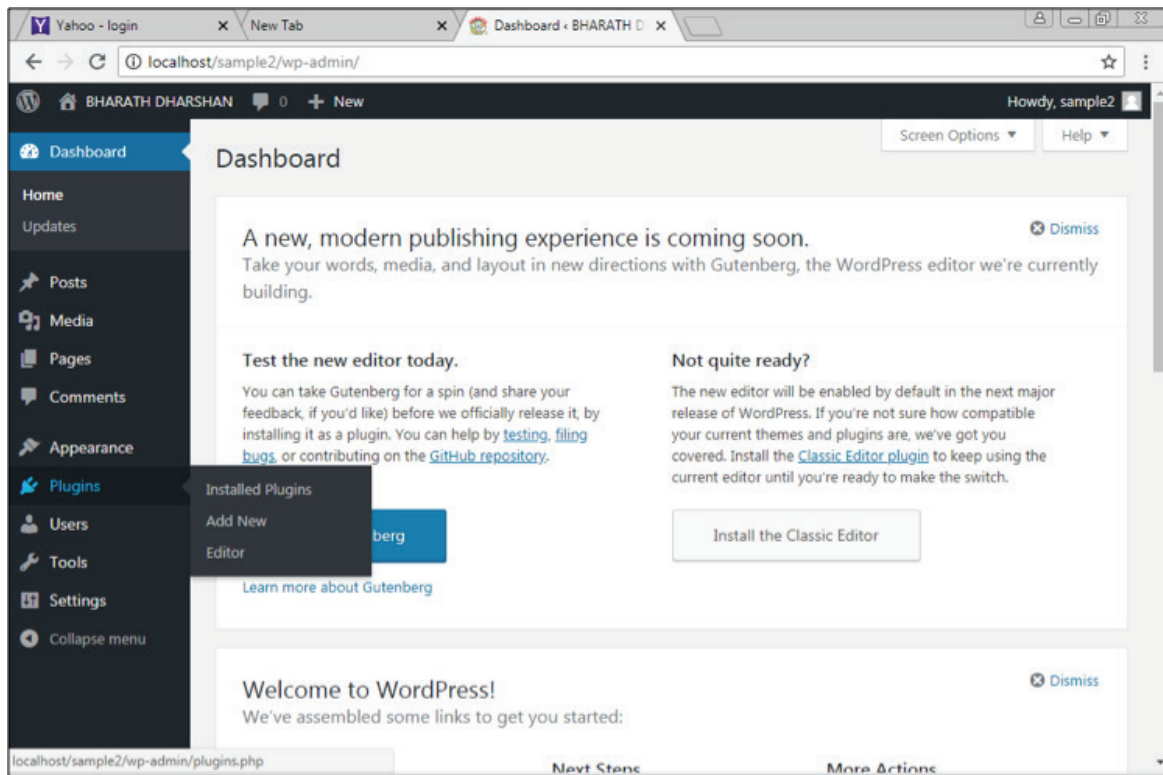 Yahoo - login
New Tab
Dashboard ‹ BHARATH D
localhost/sample2/wp-admin/
BHARATH DHARSHAN 0 + New
Howdy, sample2
Screen Options
Help
Dashboard
Home
Updates
Posts
Media
Pages
Comments
Appearance
Plugins
Installed Plugins
Add New
Editor
Users
Tools
Settings
Collapse menu
Dashboard
A new, modern publishing experience is coming soon.
Dismiss
Take your words, media, and layout in new directions with Gutenberg, the WordPress editor we're currently
building.
Test the new editor today.
You can take Gutenberg for a spin (and share your
feedback, if you'd like) before we officially release it, by
installing it as a plugin. You can help by testing, filing
bugs, or contributing on the GitHub repository.
berg
Learn more about Gutenberg
Not quite ready?
The new editor will be enabled by default in the next major
release of WordPress. If you're not sure how compatible
your current themes and plugins are, we've got you
covered. Install the Classic Editor plugin to keep using the
current editor until you're ready to make the switch.
Install the Classic Editor
Welcome to WordPress!
Dismiss
We've assembled some links to get you started:
Next Steps
More Actions
localhost/sample2/wp-admin/plugins.php